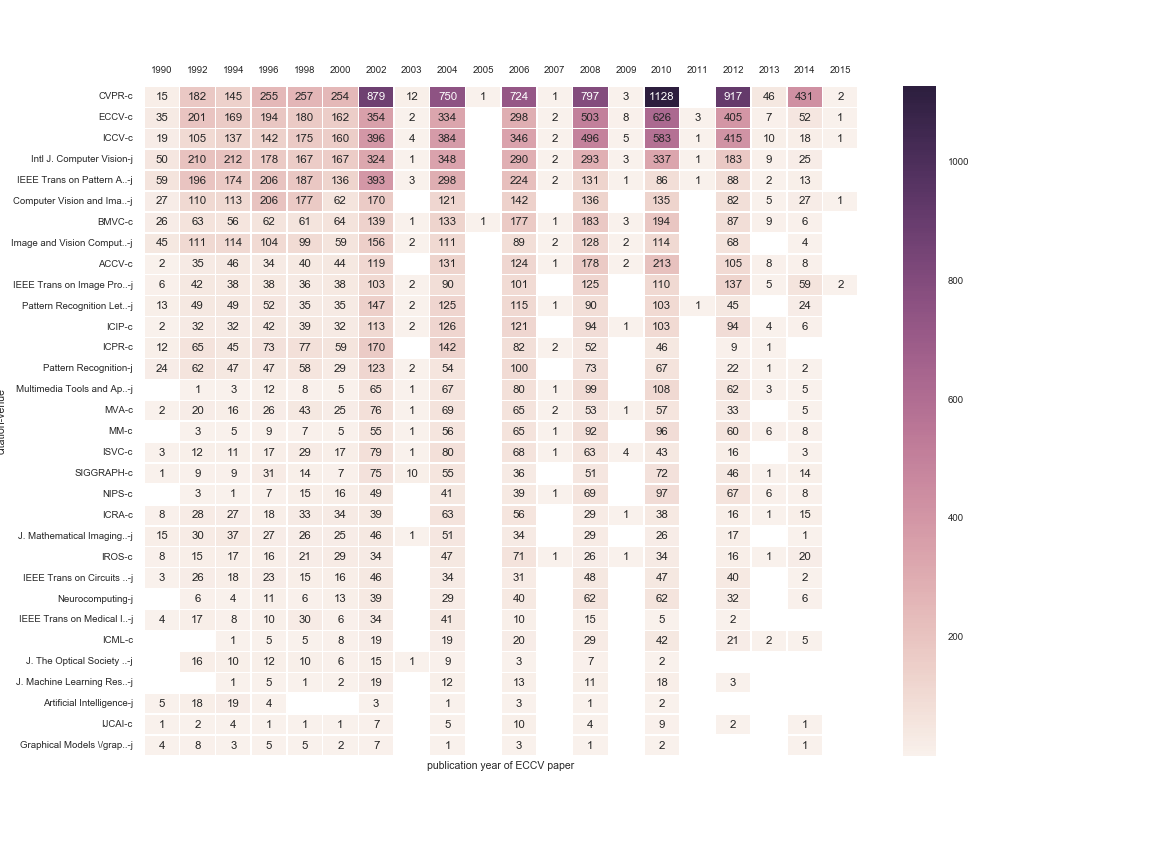 1990 1992 1994 1996 1998 2000 2002 2003 2004 2005 2006 2007 2008 2009 2010 2011 2012 2013 2014 2015
CVPR-c 15 182 145 255 257 254 879 12 750 1 724 1 797 3 1128 917 46 431 2
ECCV-c 35 201 169 194 180 162 354 2 334 298 2 503 8 626 3 405 7 52 1
ICCV-c 19 105 137 142 175 160 396 4 384 346 2 496 5 583 1 415 10 18 1
Intl J. Computer Vision-j 50 210 212 178 167 167 324 1 348 290 2 293 3 337 1 183 9 25
1000
IEEE Trans on Pattern A..-j 59 196 174 206 187 136 393 3 298 224 2 131 1 86 1 88 2 13
Computer Vision and Ima..-j 27 110 113 206 177 62 170 121 142 136 135 82 5 27 1
BMVC-c 26 63 56 62 61 64 139 1 133 1 177 1 183 3 194 87 9 6
Image and Vision Comput..-j 45 111 114 104 99 59 156 2 111 89 2 128 2 114 68 4
ACCV-c 2 35 46 34 40 44 119 131 124 1 178 2 213 105 8 8
800
IEEE Trans on Image Pro..-j 6 42 38 38 36 38 103 2 90 101 125 110 137 5 59 2
Pattern Recognition Let..-j 13 49 49 52 35 35 147 2 125 115 1 90 103 1 45 24
ICIP-c 2 32 32 42 39 32 113 2 126 121 94 1 103 94 4 6
ICPR-c 12 65 45 73 77 59 170 142 82 2 52 46 9 1
Pattern Recognition-j 24 62 47 47 58 29 123 2 54 100 73 67 22 1 2
Multimedia Tools and Ap..-j 1 3 12 8 5 65 1 67 80 1 99 108 62 3 5
600
MVA-c 2 20 16 26 43 25 76 1 69 65 2 53 1 57 33 5
MM-c 3 5 9 7 5 55 1 56 65 1 92 96 60 6 8
ISVC-c 3 12 11 17 29 17 79 1 80 68 1 63 4 43 16 3
SIGGRAPH-c 1 9 9 31 14 7 75 10 55 36 51 72 46 1 14
NIPS-c 3 1 7 15 16 49 41 39 1 69 97 67 6 8
400
ICRA-c 8 28 27 18 33 34 39 63 56 29 1 38 16 1 15
J. Mathematical Imaging..-j 15 30 37 27 26 25 46 1 51 34 29 26 17 1
IROS-c 8 15 17 16 21 29 34 47 71 1 26 1 34 16 1 20
IEEE Trans on Circuits ..-j 3 26 18 23 15 16 46 34 31 48 47 40 2
Neurocomputing-j 6 4 11 6 13 39 29 40 62 62 32 6
IEEE Trans on Medical I..-j 4 17 8 10 30 6 34 41 10 15 5 2
200
ICML-c 1 5 5 8 19 19 20 29 42 21 2 5
J. The Optical Society ..-j 16 10 12 10 6 15 1 9 3 7 2
J. Machine Learning Res..-j 1 5 1 2 19 12 13 11 18 3
Artificial Intelligence-j 5 18 19 4 3 1 3 1 2
IJCAI-c 1 2 4 1 1 1 7 5 10 4 9 2 1
Graphical Models \/grap..-j 4 8 3 5 5 2 7 1 3 1 2 1
publication year of ECCV paper